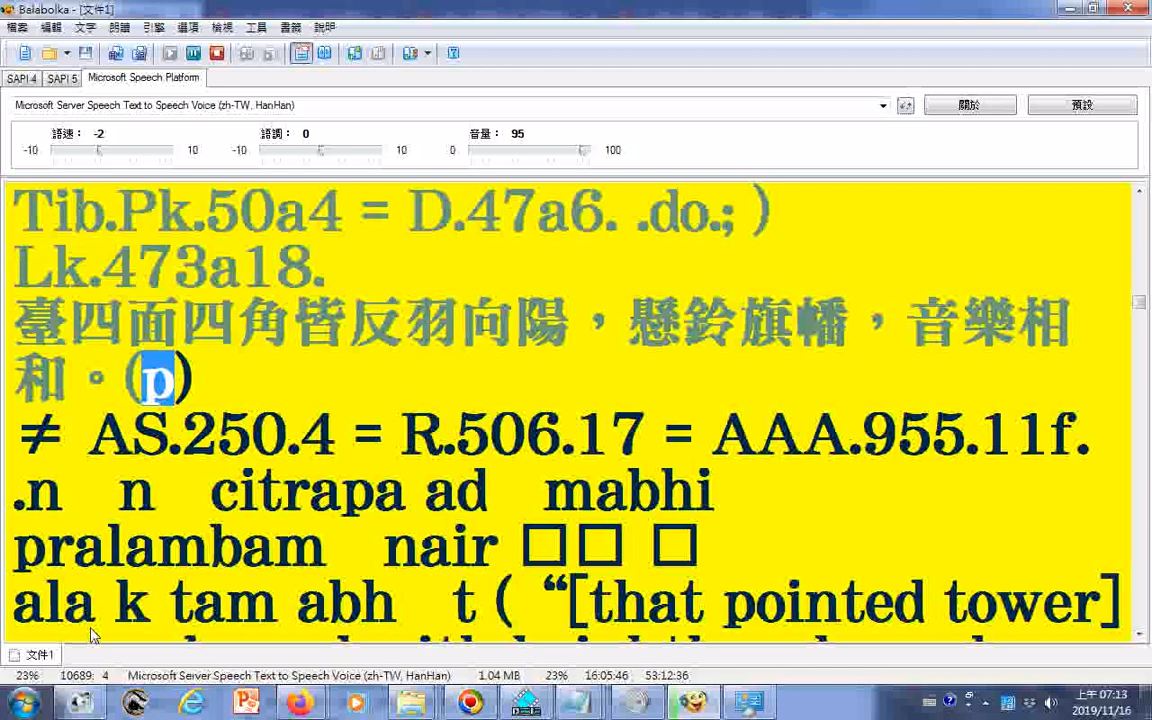 Balabolka - [文件1]
檔案 編輯 文字 朗讀 引擎 選項 檢視 工具 書籤 說明
SAPI 4 SAPI 5 Microsoft Speech Platform
Microsoft Server Speech Text to Speech Voice (zh-TW, HanHan) 關於 預設
語速： -2 語調： 0 音量： 95
-10 10 -10 10 0 100
Tib.Pk.50a4 = D.47a6. .do.; )
Lk.473a18.
臺四面四角皆反羽向陽，懸鈴旗幡，音樂相
和。(p)
≠ AS.250.4 = R.506.17 = AAA.955.11f.
.n n citrapa ad mabhi
pralambam nair □□ □
ala k tam abh t ( “[that pointed tower]
文件1
23% 10689: 4 Microsoft Server Speech Text to Speech Voice (zh-TW, HanHan) 1.04 MB 23% 16:05:46 53:12:36
上午 07:13
2019/11/16